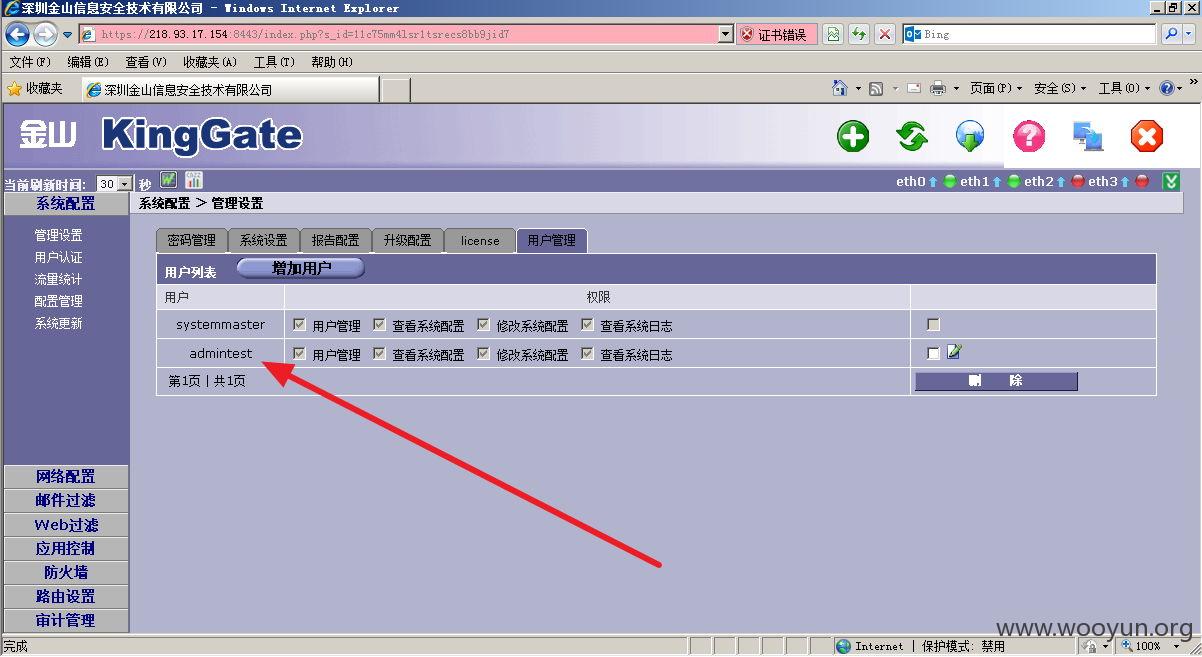 深圳金山信息安全技术有限公司 - Windows Internet Explorer
https://218.93.17.154:8443/index.php?s_id=11c75mm4lsr1tsrecs8bb9jid7 证书错误 Bing
文件(F) 编辑(E) 查看(V) 收藏夹(A) 工具(T) 帮助(H)
收藏夹 深圳金山信息安全技术有限公司 页面(P) 安全(S) 工具(O) »
金山 KingGate
当前刷新时间: 30 秒 eth0 eth1 eth2 eth3
系统配置 系统配置 > 管理设置
管理设置
用户认证
流量统计
配置管理
系统更新
密码管理 系统设置 报告配置 升级配置 license 用户管理
用户列表 增加用户
用户 权限
systemmaster 用户管理 查看系统配置 修改系统配置 查看系统日志
admintest 用户管理 查看系统配置 修改系统配置 查看系统日志
第1页 | 共1页 删 除
网络配置
邮件过滤
Web过滤
应用控制
防火墙
路由设置
审计管理
www.wooyun.org
完成 Internet | 保护模式: 禁用 100%